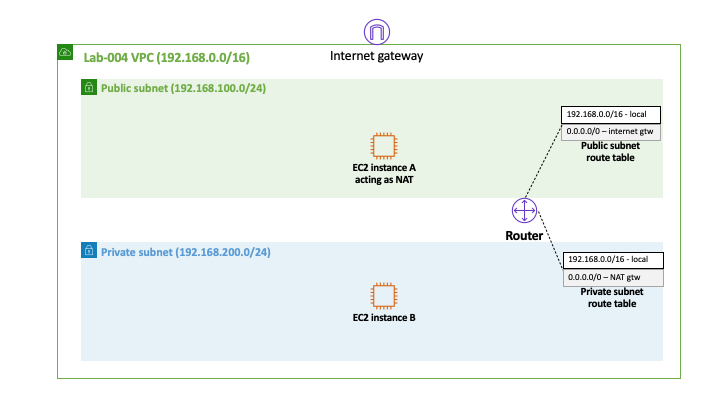 Internet gateway
Lab-004 VPC (192.168.0.0/16)
Public subnet (192.168.100.0/24)
192.168.0.0/16 - local
0.0.0.0/0 – internet gtw
Public subnet
route table
EC2 instance A
acting as NAT
Router
Private subnet (192.168.200.0/24)
192.168.0.0/16 - local
0.0.0.0/0 – NAT gtw
Private subnet
route table
EC2 instance B